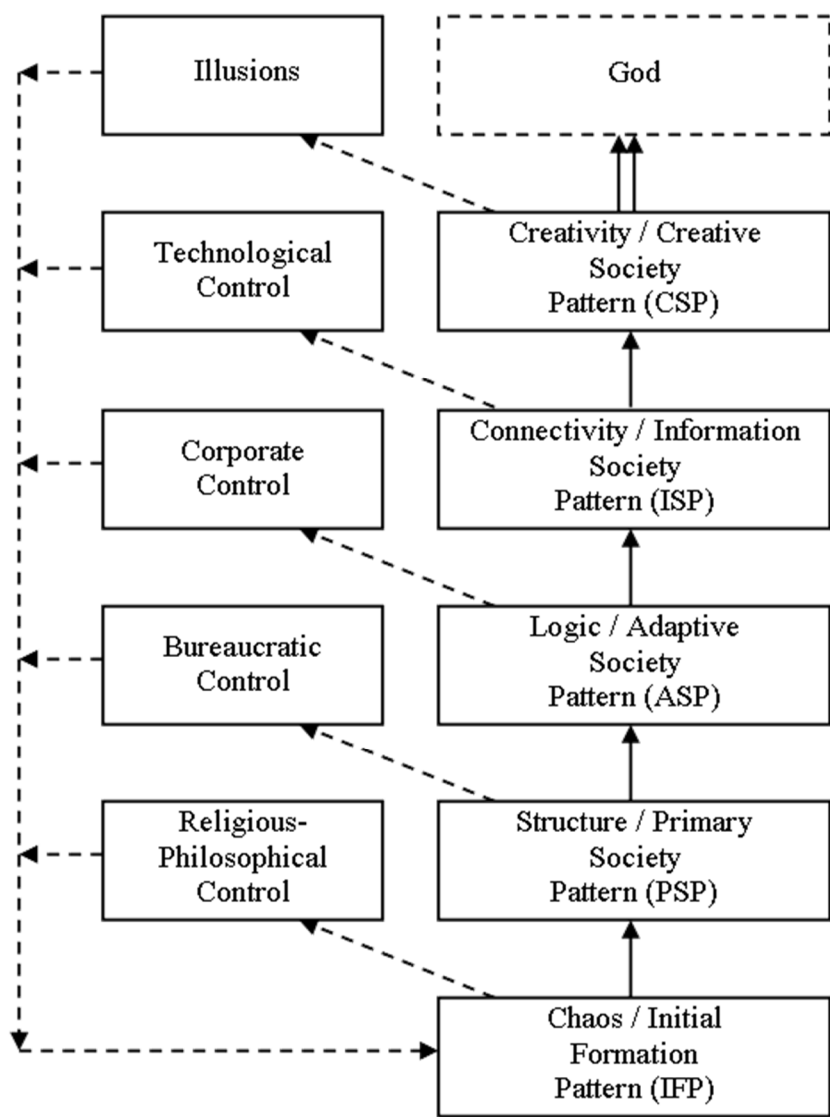 Illusions
God
Technological
Control
Creativity / Creative
Society
Pattern (CSP)
Corporate
Control
Connectivity / Information
Society
Pattern (ISP)
Bureaucratic
Control
Logic / Adaptive
Society
Pattern (ASP)
Religious-
Philosophical
Control
Structure / Primary
Society
Pattern (PSP)
Chaos / Initial
Formation
Pattern (IFP)